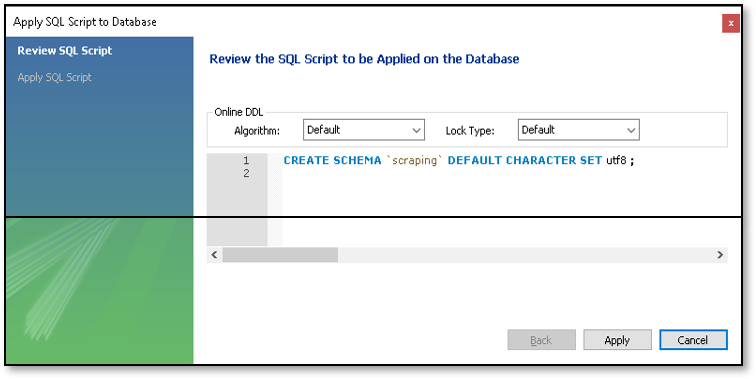 Apply SQL Script to Database
x
Review SQL Script
Apply SQL Script
Review the SQL Script to be Applied on the Database
Online DDL
Algorithm: Default Lock Type: Default
1 CREATE SCHEMA `scraping` DEFAULT CHARACTER SET utf8 ;
2
Back Apply Cancel